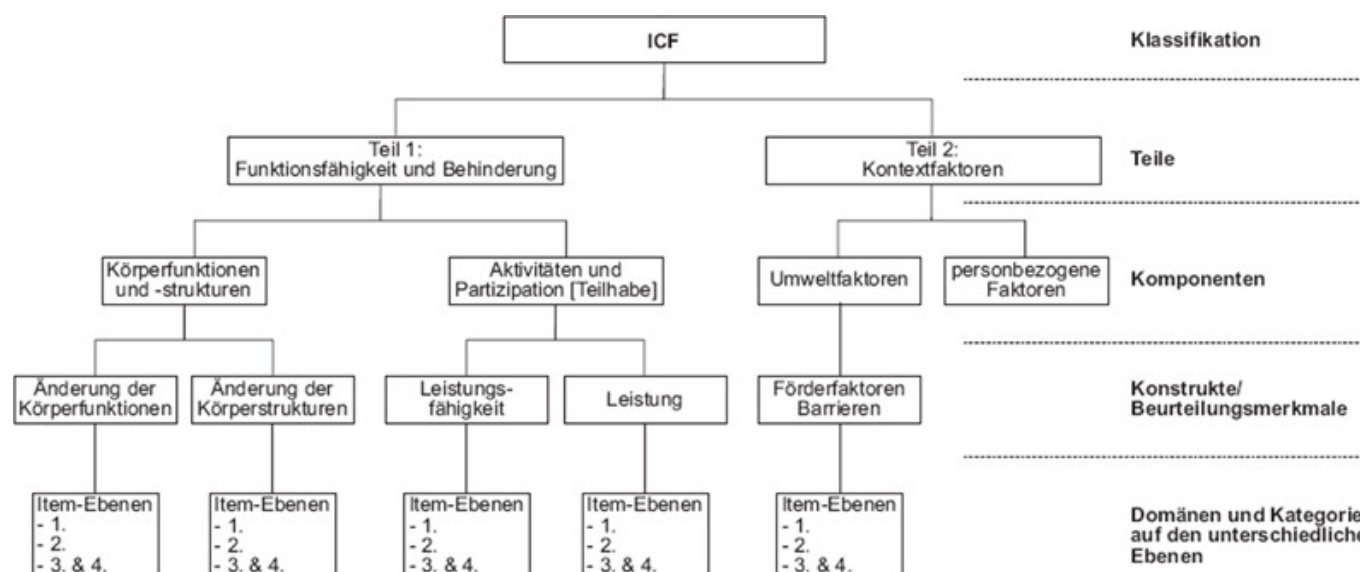 ICF
Klassifikation
Teil 1:
Funktionsfähigkeit und Behinderung
Teil 2:
Kontextfaktoren
Teile
Körperfunktionen
und -strukturen
Aktivitäten und
Partizipation [Teilhabe]
Umweltfaktoren
personbezogene
Faktoren
Komponenten
Änderung der
Körperfunktionen
Änderung der
Körperstrukturen
Leistungs-
fähigkeit
Leistung
Förderfaktoren
Barrieren
Konstrukte/
Beurteilungsmerkmale
Item-Ebenen
- 1.
- 2.
- 3. & 4.
Item-Ebenen
- 1.
- 2.
- 3. & 4.
Item-Ebenen
- 1.
- 2.
- 3. & 4.
Item-Ebenen
- 1.
- 2.
- 3. & 4.
Item-Ebenen
- 1.
- 2.
- 3. & 4.
Domänen und Kategorie
auf den unterschiedliche
Ebenen